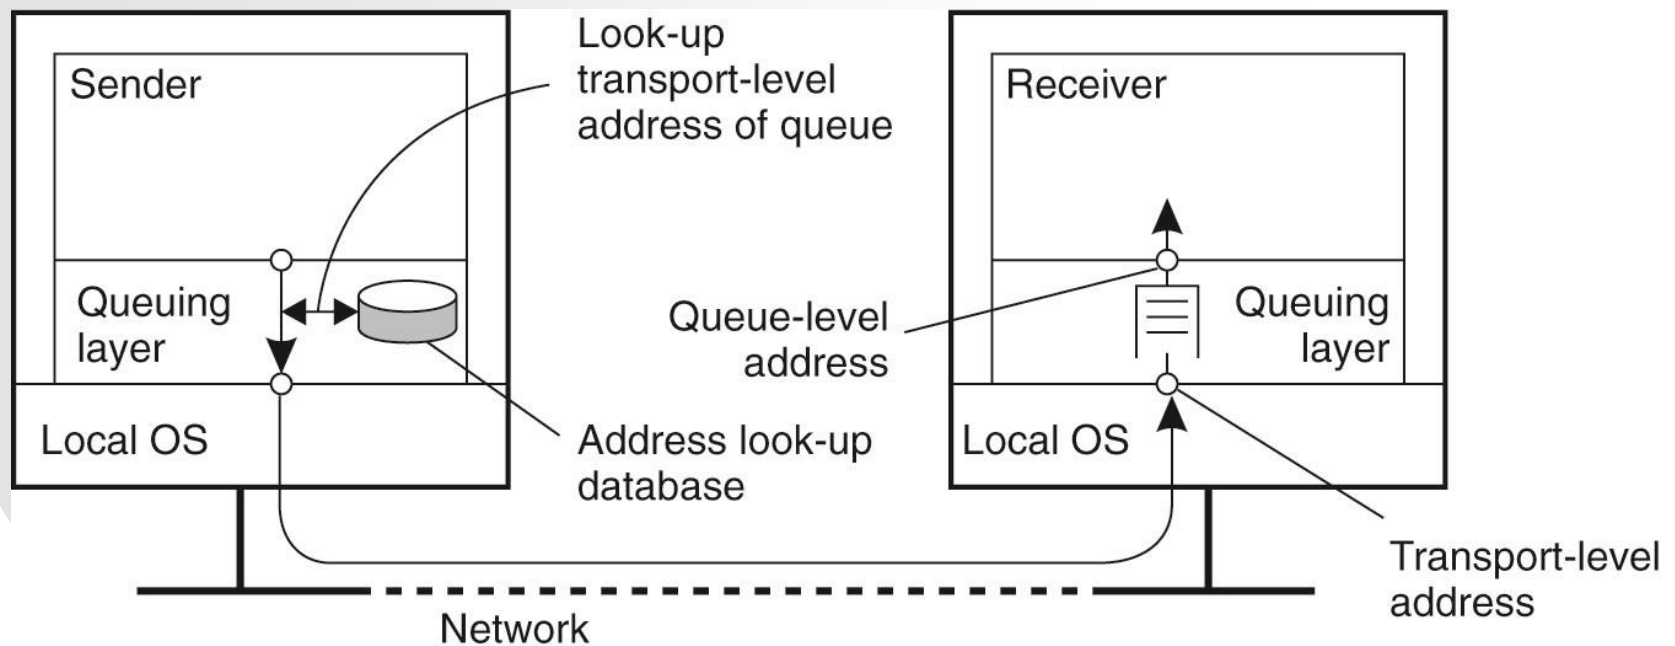 Sender
Queuing
layer
Local OS
Look-up
transport-level
address of queue
Address look-up
database
Queue-level
address
Receiver
Queuing
layer
Local OS
Transport-level
address
Network